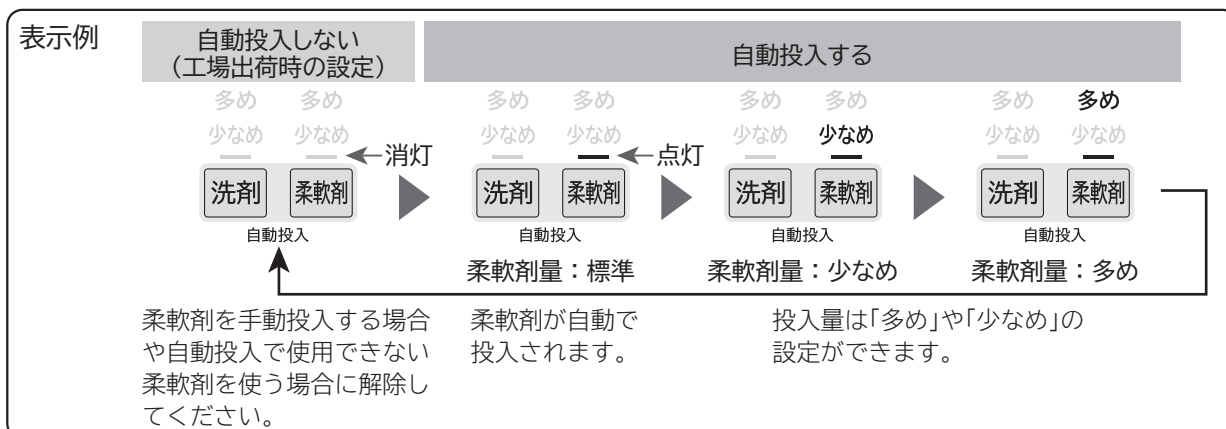 表示例
自動投入しない
（工場出荷時の設定）
自動投入する
多め 多め
少なめ 少なめ
消灯
洗剤 柔軟剤
自動投入
多め 多め
少なめ 少なめ
点灯
洗剤 柔軟剤
自動投入
柔軟剤量：標準
多め 多め
少なめ 少なめ
洗剤 柔軟剤
自動投入
柔軟剤量：少なめ
多め 多め
少なめ 少なめ
洗剤 柔軟剤
自動投入
柔軟剤量：多め
柔軟剤を手動投入する場合
や自動投入で使用できない
柔軟剤を使う場合に解除し
てください。
柔軟剤が自動で
投入されます。
投入量は「多め」や「少なめ」の
設定ができます。